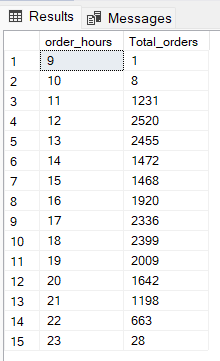 Results Messages
order_hours Total_orders
1 9 1
2 10 8
3 11 1231
4 12 2520
5 13 2455
6 14 1472
7 15 1468
8 16 1920
9 17 2336
10 18 2399
11 19 2009
12 20 1642
13 21 1198
14 22 663
15 23 28